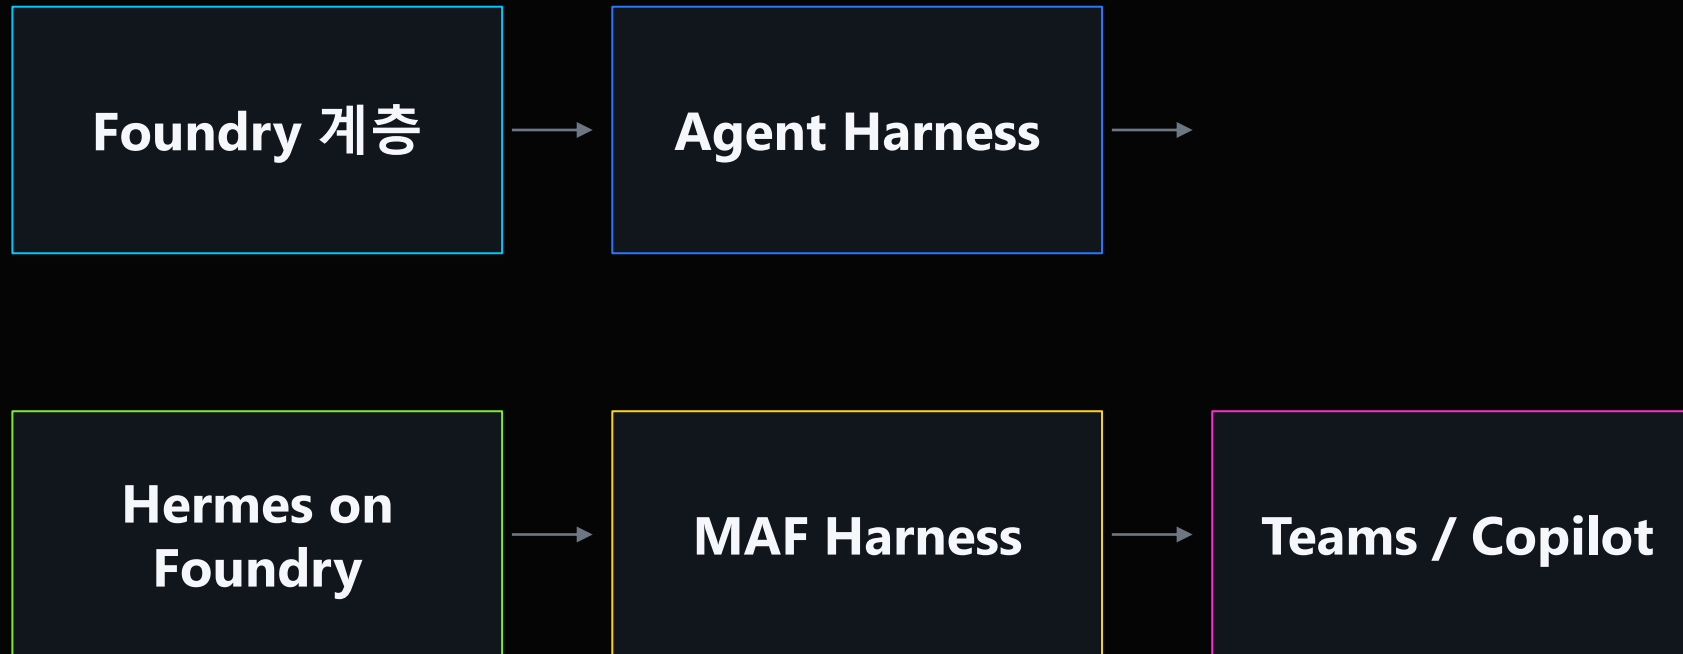 Foundry 계층
Agent Harness
Hermes on
Foundry
MAF Harness
Teams / Copilot